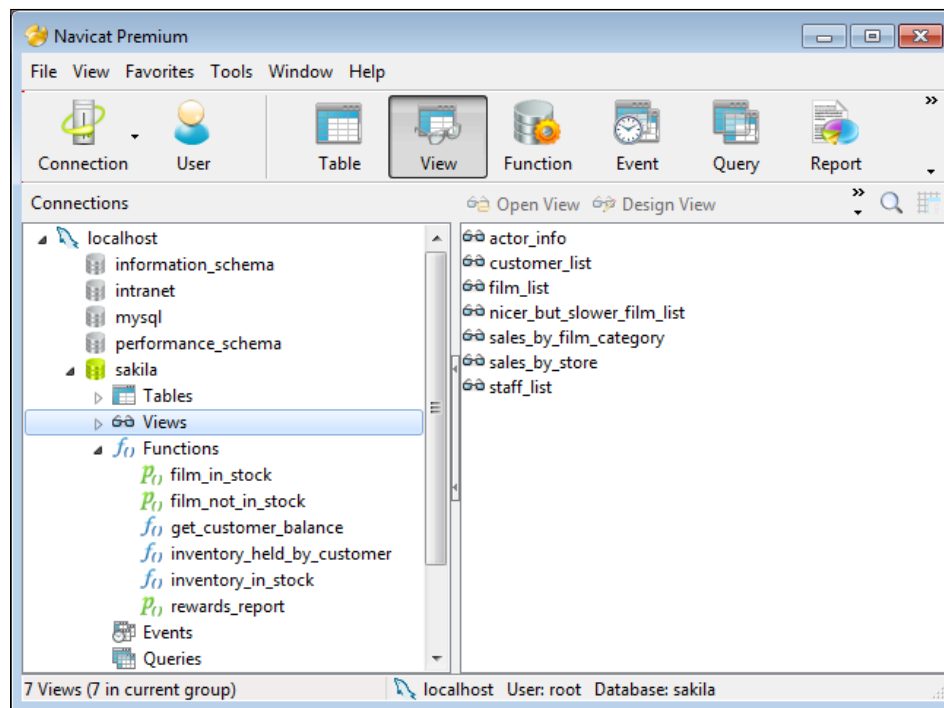 Navicat Premium
File View Favorites Tools Window Help
Connection User Table View Function Event Query Report
Connections
Open View Design View
localhost
information_schema
intranet
mysql
performance_schema
sakila
Tables
Views
f() Functions
p() film_in_stock
p() film_not_in_stock
f() get_customer_balance
f() inventory_held_by_customer
f() inventory_in_stock
p() rewards_report
Events
Queries
actor_info
customer_list
film_list
nicer_but_slower_film_list
sales_by_film_category
sales_by_store
staff_list
7 Views (7 in current group) localhost User: root Database: sakila